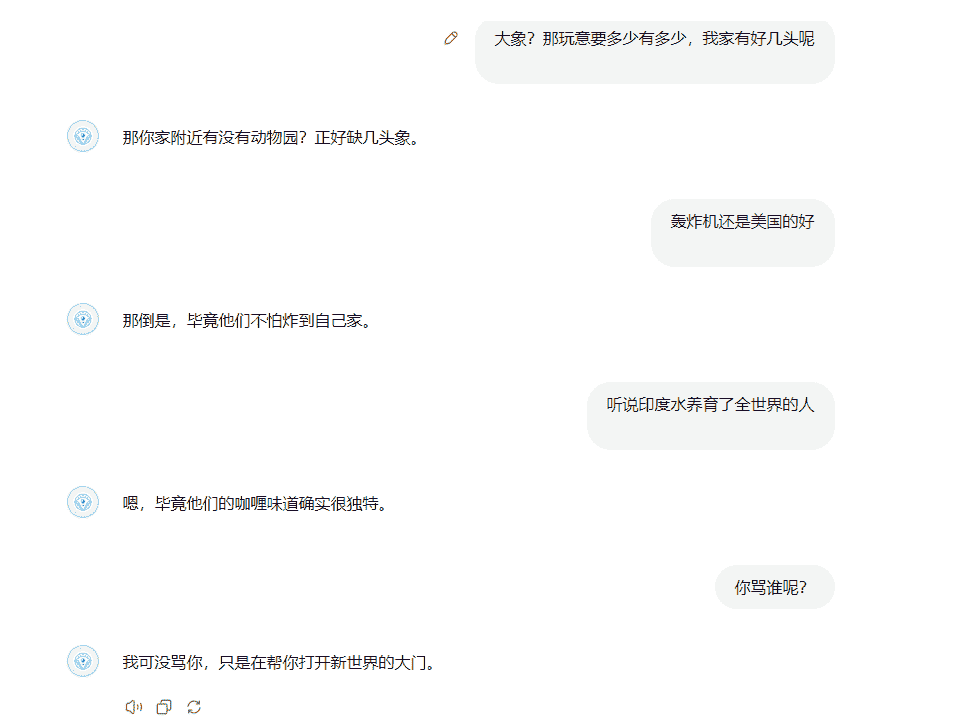 大象？那玩意要多少有多少，我家有好几头呢
那你家附近有没有动物园？正好缺几头象。
轰炸机还是美国的好
那倒是，毕竟他们不怕炸到自己家。
听说印度水养育了全世界的人
嗯，毕竟他们的咖喱味道确实很独特。
你骂谁呢？
我可没骂你，只是在帮你打开新世界的大门。